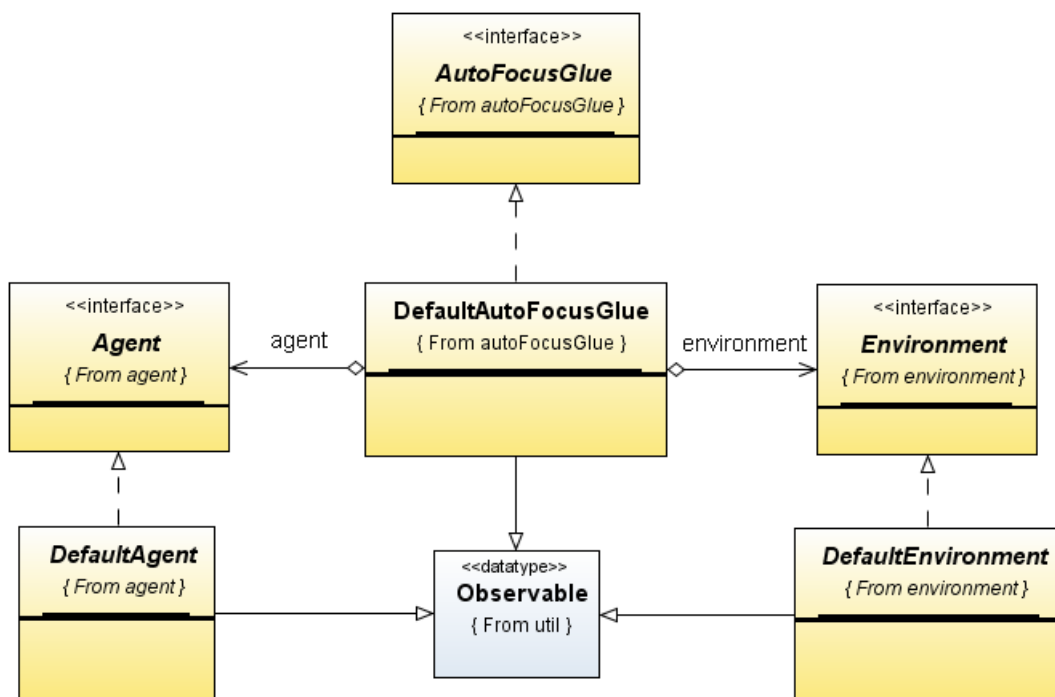 <<interface>>
AutoFocusGlue
{ From autoFocusGlue }
<<interface>>
Agent
{ From agent }
agent
DefaultAutoFocusGlue
{ From autoFocusGlue }
environment
<<interface>>
Environment
{ From environment }
DefaultAgent
{ From agent }
<<datatype>>
Observable
{ From util }
DefaultEnvironment
{ From environment }